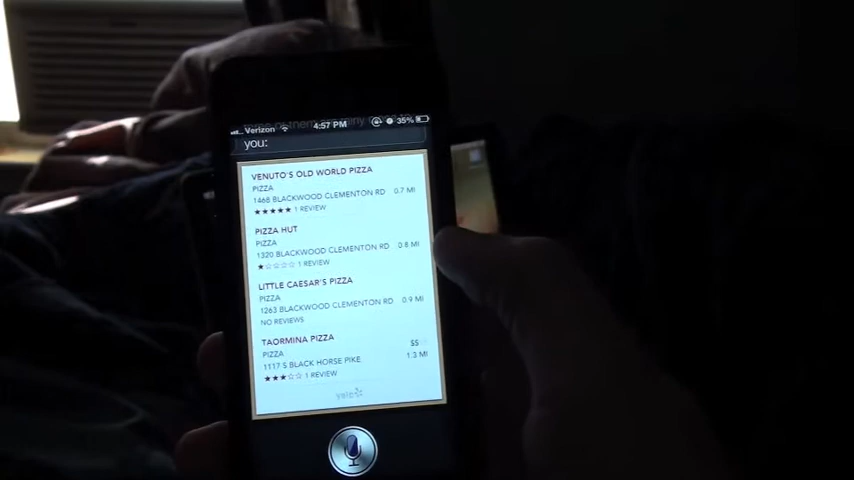 Verizon 4:57 PM 35%
you:
VENUTO'S OLD WORLD PIZZA
PIZZA
1468 BLACKWOOD CLEMENTON RD 0.7 MI
1 REVIEW
PIZZA HUT
PIZZA
1320 BLACKWOOD CLEMENTON RD 0.8 MI
1 REVIEW
LITTLE CAESAR'S PIZZA
PIZZA
1263 BLACKWOOD CLEMENTON RD 0.9 MI
NO REVIEWS
TAORMINA PIZZA
PIZZA $$
1117 S BLACK HORSE PIKE 1.3 MI
1 REVIEW
yelp